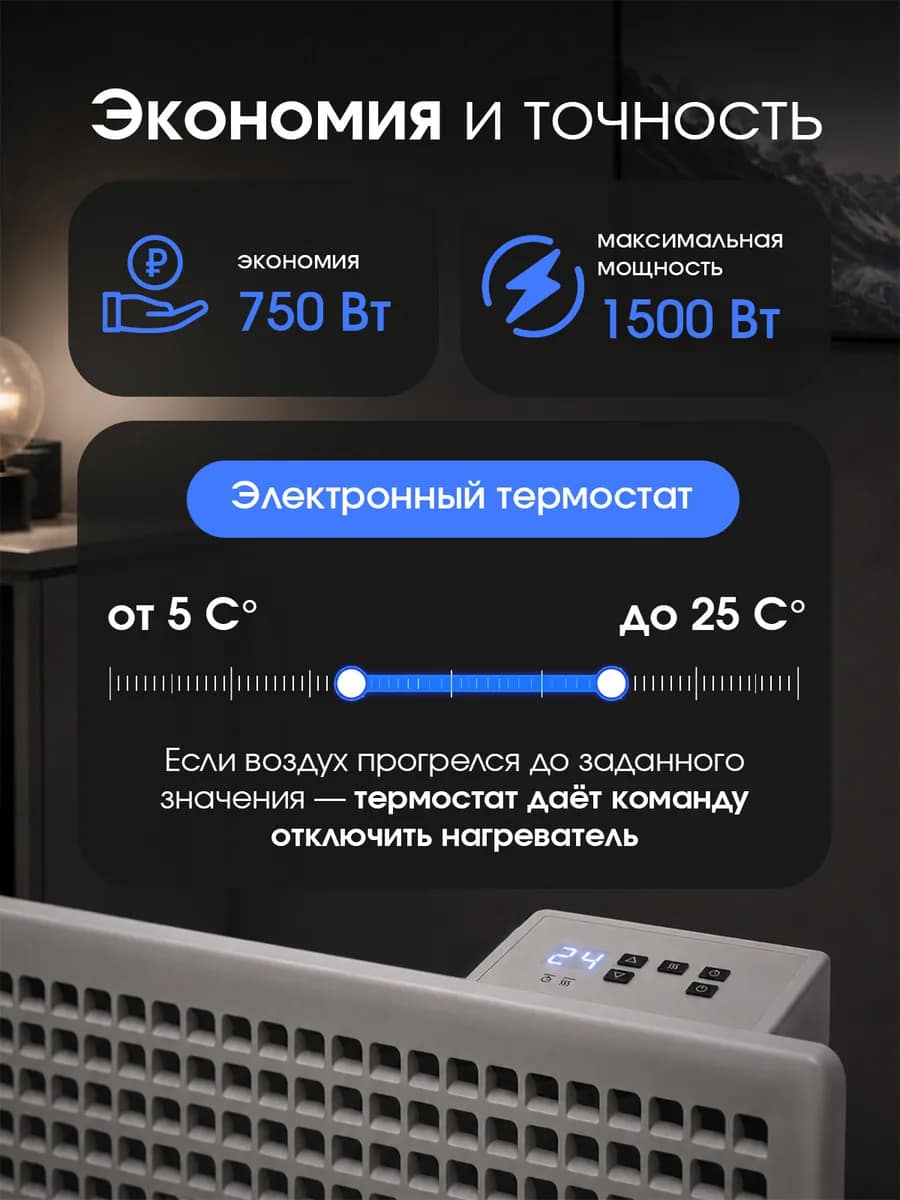 Экономия и точность
экономия
750 Вт
максимальная
мощность
1500 Вт
Электронный термостат
от 5 C°
до 25 C°
Если воздух прогрелся до заданного
значения — термостат даёт команду
отключить нагреватель
24